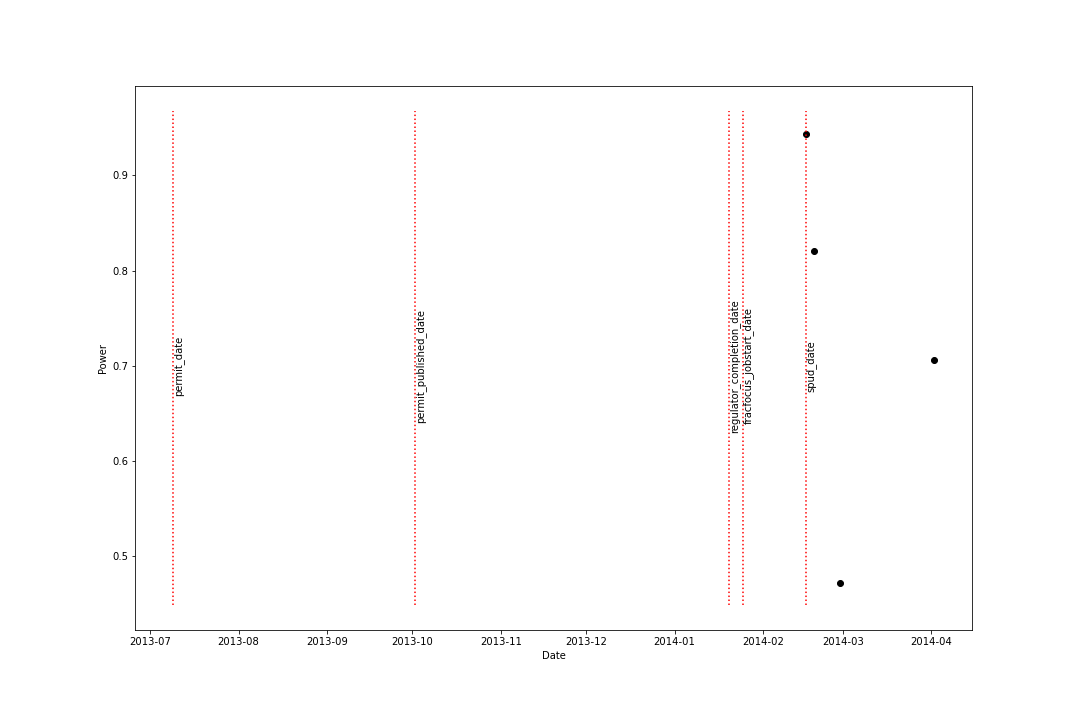 0.9
0.8
0.7
0.6
0.5
Power
permit_date
permit_published_date
regulator_completion_date
fracfocus_jobstart_date
spud_date
2013-07
2013-08
2013-09
2013-10
2013-11
2013-12
2014-01
2014-02
2014-03
2014-04
Date